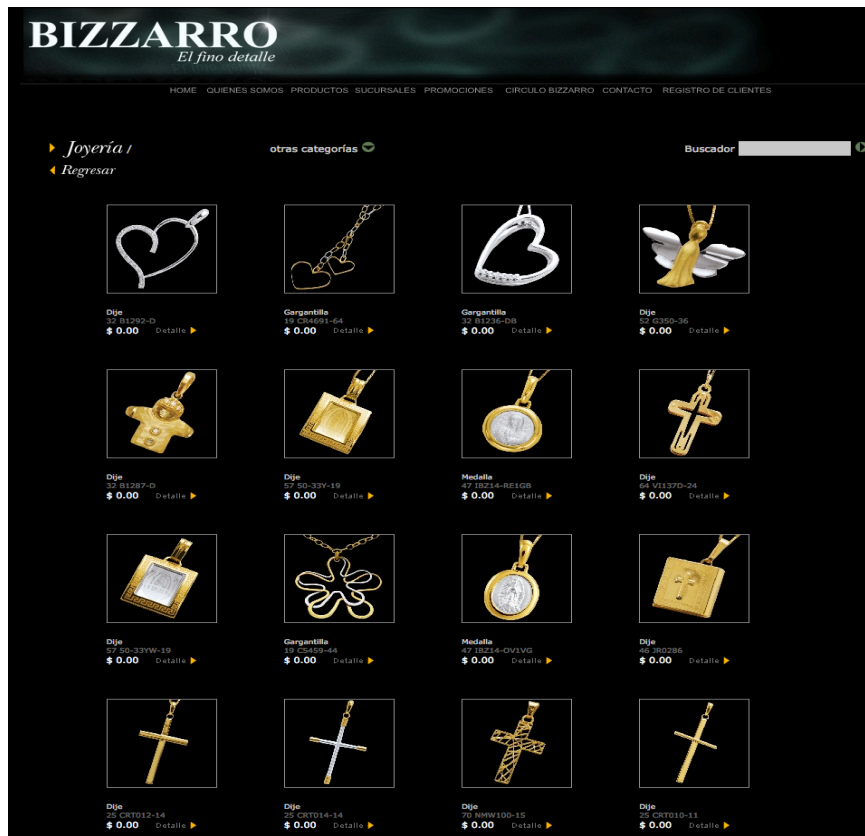 BIZZARRO
El fino detalle
HOME QUIENES SOMOS PRODUCTOS SUCURSALES PROMOCIONES CIRCULO BIZZARRO CONTACTO REGISTRO DE CLIENTES
Joyería / otras categorías Buscador
Regresar
Dije Gargantilla Gargantilla Dije
32 B1292-D 19 CR4691-64 32 B1236-DB 52 G350-36
$ 0.00 Detalle $ 0.00 Detalle $ 0.00 Detalle $ 0.00 Detalle
Dije Dije Medalla Dije
32 B1287-D 57 50-33Y-19 47 IBZ14-RE1GB 64 VI137D-24
$ 0.00 Detalle $ 0.00 Detalle $ 0.00 Detalle $ 0.00 Detalle
Dije Gargantilla Medalla Dije
57 50-33YW-19 19 CS459-44 47 IBZ14-OV1VG 46 JR0286
$ 0.00 Detalle $ 0.00 Detalle $ 0.00 Detalle $ 0.00 Detalle
Dije Dije Dije Dije
25 CRT012-14 25 CRT014-14 70 NMW100-15 25 CRT010-11
$ 0.00 Detalle $ 0.00 Detalle $ 0.00 Detalle $ 0.00 Detalle